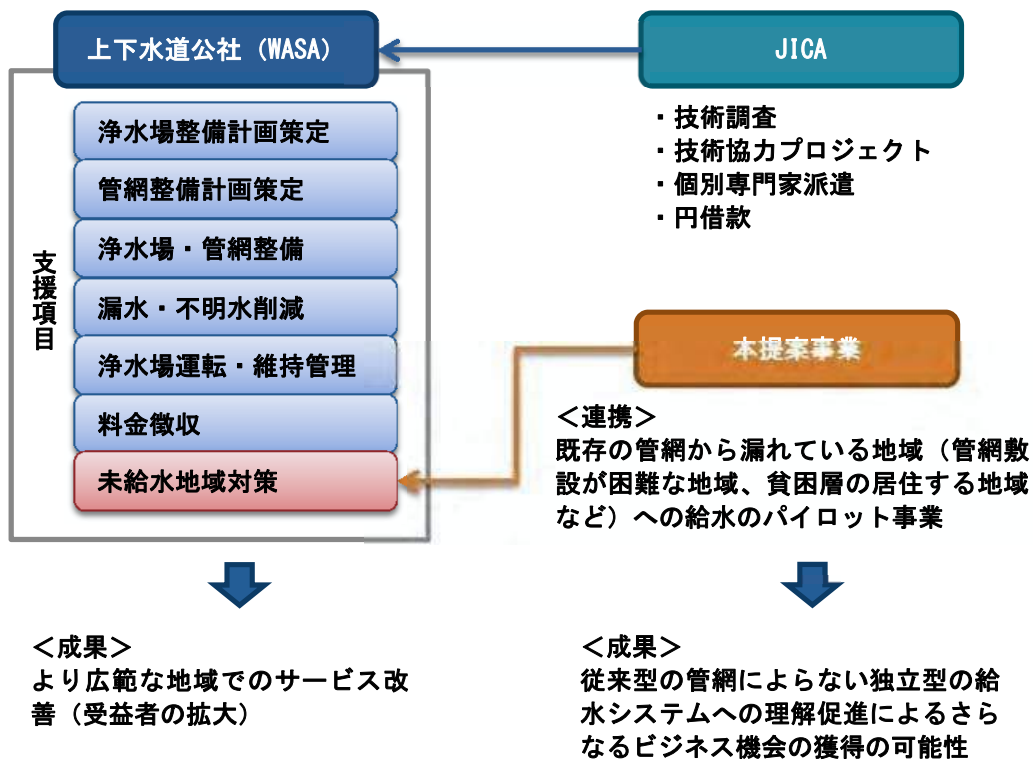 上下水道公社（WASA）
支援項目
浄水場整備計画策定
管網整備計画策定
浄水場・管網整備
漏水・不明水削減
浄水場運転・維持管理
料金徴収
未給水地域対策
＜成果＞
より広範な地域でのサービス改
善（受益者の拡大）
JICA
・技術調査
・技術協力プロジェクト
・個別専門家派遣
・円借款
本提案事業
＜連携＞
既存の管網から漏れている地域（管網敷
設が困難な地域、貧困層の居住する地域
など）への給水のパイロット事業
＜成果＞
従来型の管網によらない独立型の給
水システムへの理解促進によるさら
なるビジネス機会の獲得の可能性